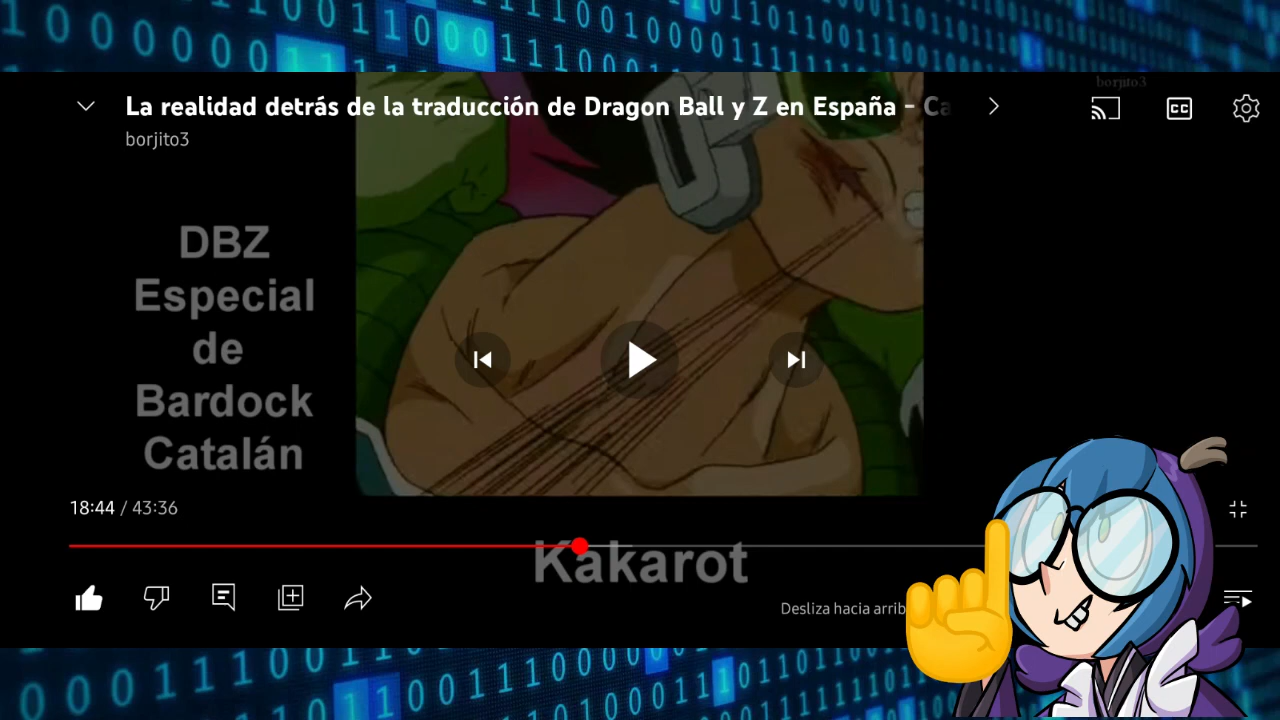 borjito3
La realidad detrás de la traducción de Dragon Ball y Z en España - Ca
CC
borjito3
DBZ
Especial
de
Bardock
Catalán
18:44 / 43:36
Kakarot
Desliza hacia arrib